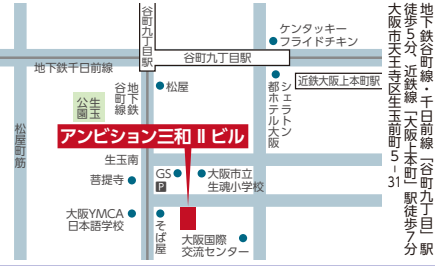 地下鉄谷町線・千日前線「谷町九丁目」駅
徒歩5分、近鉄線「大阪上本町」駅徒歩7分
大阪市天王寺区生玉前町5-31
谷町九丁目駅
ケンタッキー
フライドチキン
谷町九丁目駅
地下鉄千日前線
近鉄大阪上本町駅
シェラトン
都ホテル大阪
地下鉄
谷町線
松屋
生玉
公園
松屋町筋
アンビション三和Ⅱビル
生玉南
GS
P
大阪市立
生魂小学校
菩提寺
大阪YMCA
日本語学校
そば屋
大阪国際
交流センター